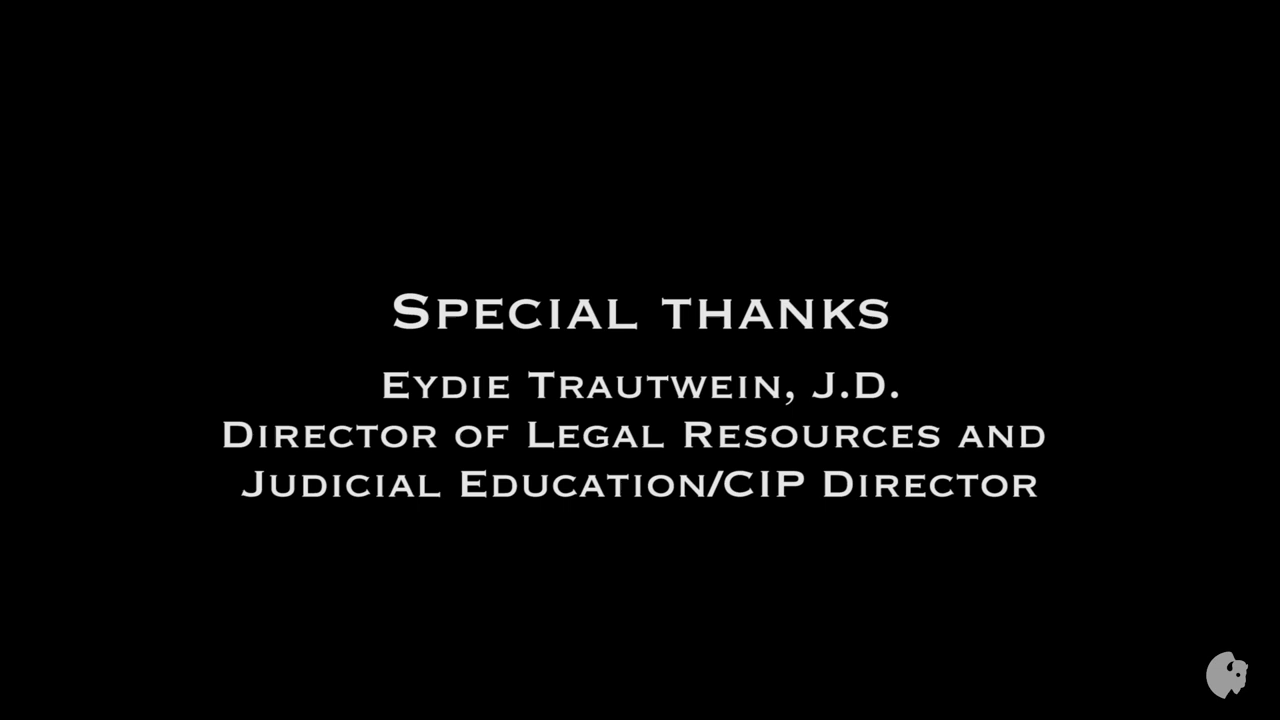 Special thanks
Eydie Trautwein, J.D.
Director of Legal Resources and
Judicial Education/CIP Director